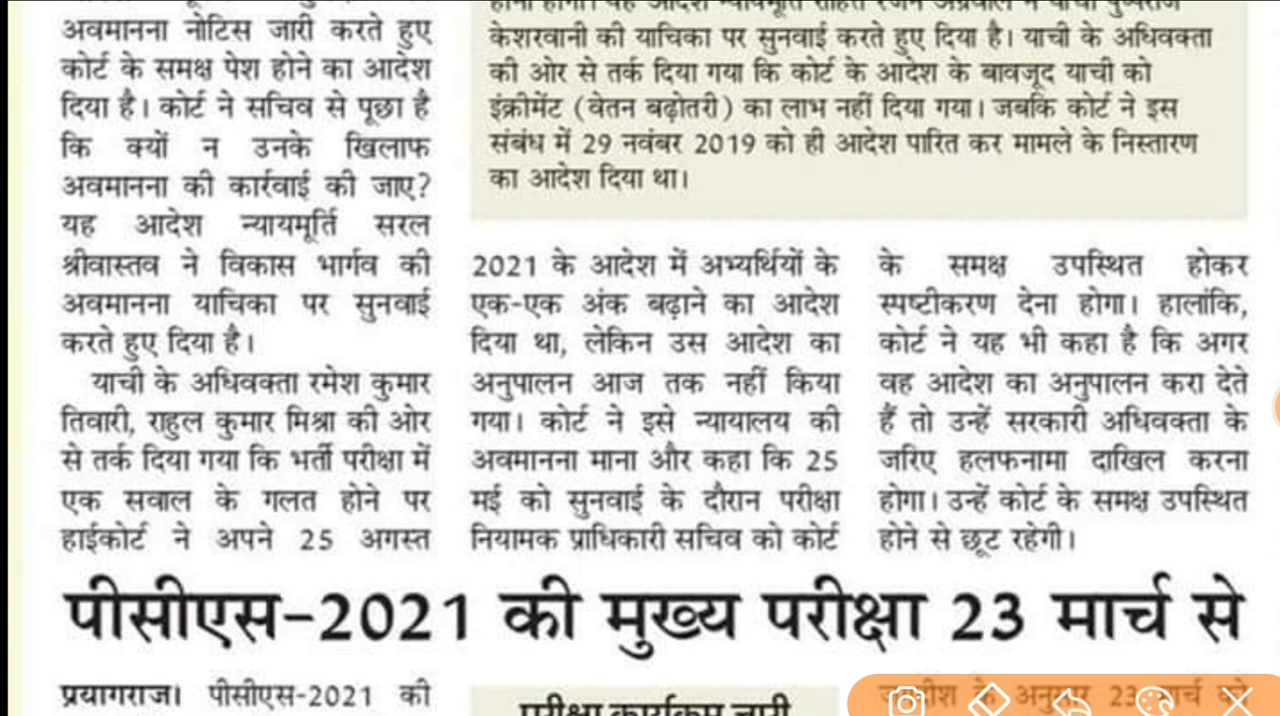 अवमानना नोटिस जारी करते हुए
कोर्ट के समक्ष पेश होने का आदेश
दिया है। कोर्ट ने सचिव से पूछा है
कि क्यों न उनके खिलाफ
अवमानना की कार्रवाई की जाए?
यह आदेश न्यायमूर्ति सरल
श्रीवास्तव ने विकास भार्गव की
अवमानना याचिका पर सुनवाई
करते हुए दिया है।
याची के अधिवक्ता रमेश कुमार
तिवारी, राहुल कुमार मिश्रा की ओर
से तर्क दिया गया कि भर्ती परीक्षा में
एक सवाल के गलत होने पर
हाईकोर्ट ने अपने 25 अगस्त
केशरवानी की याचिका पर सुनवाई करते हुए दिया है। याची के अधिवक्ता
की ओर से तर्क दिया गया कि कोर्ट के आदेश के बावजूद याची को
इंक्रीमेंट (वेतन बढ़ोतरी) का लाभ नहीं दिया गया। जबकि कोर्ट ने इस
संबंध में 29 नवंबर 2019 को ही आदेश पारित कर मामले के निस्तारण
का आदेश दिया था।
2021 के आदेश में अभ्यर्थियों के
एक-एक अंक बढ़ाने का आदेश
दिया था, लेकिन उस आदेश का
अनुपालन आज तक नहीं किया
गया। कोर्ट ने इसे न्यायालय की
अवमानना माना और कहा कि 25
मई को सुनवाई के दौरान परीक्षा
नियामक प्राधिकारी सचिव को कोर्ट
के समक्ष उपस्थित होकर
स्पष्टीकरण देना होगा। हालांकि,
कोर्ट ने यह भी कहा है कि अगर
वह आदेश का अनुपालन करा देते
हैं तो उन्हें सरकारी अधिवक्ता के
जरिए हलफनामा दाखिल करना
होगा। उन्हें कोर्ट के समक्ष उपस्थित
होने से छूट रहेगी।
पीसीएस-2021 की मुख्य परीक्षा 23 मार्च से
प्रयागराज। पीसीएस-2021 की
परीक्षा कार्यक्रम जारी
के अनुसार 23 मार्च को